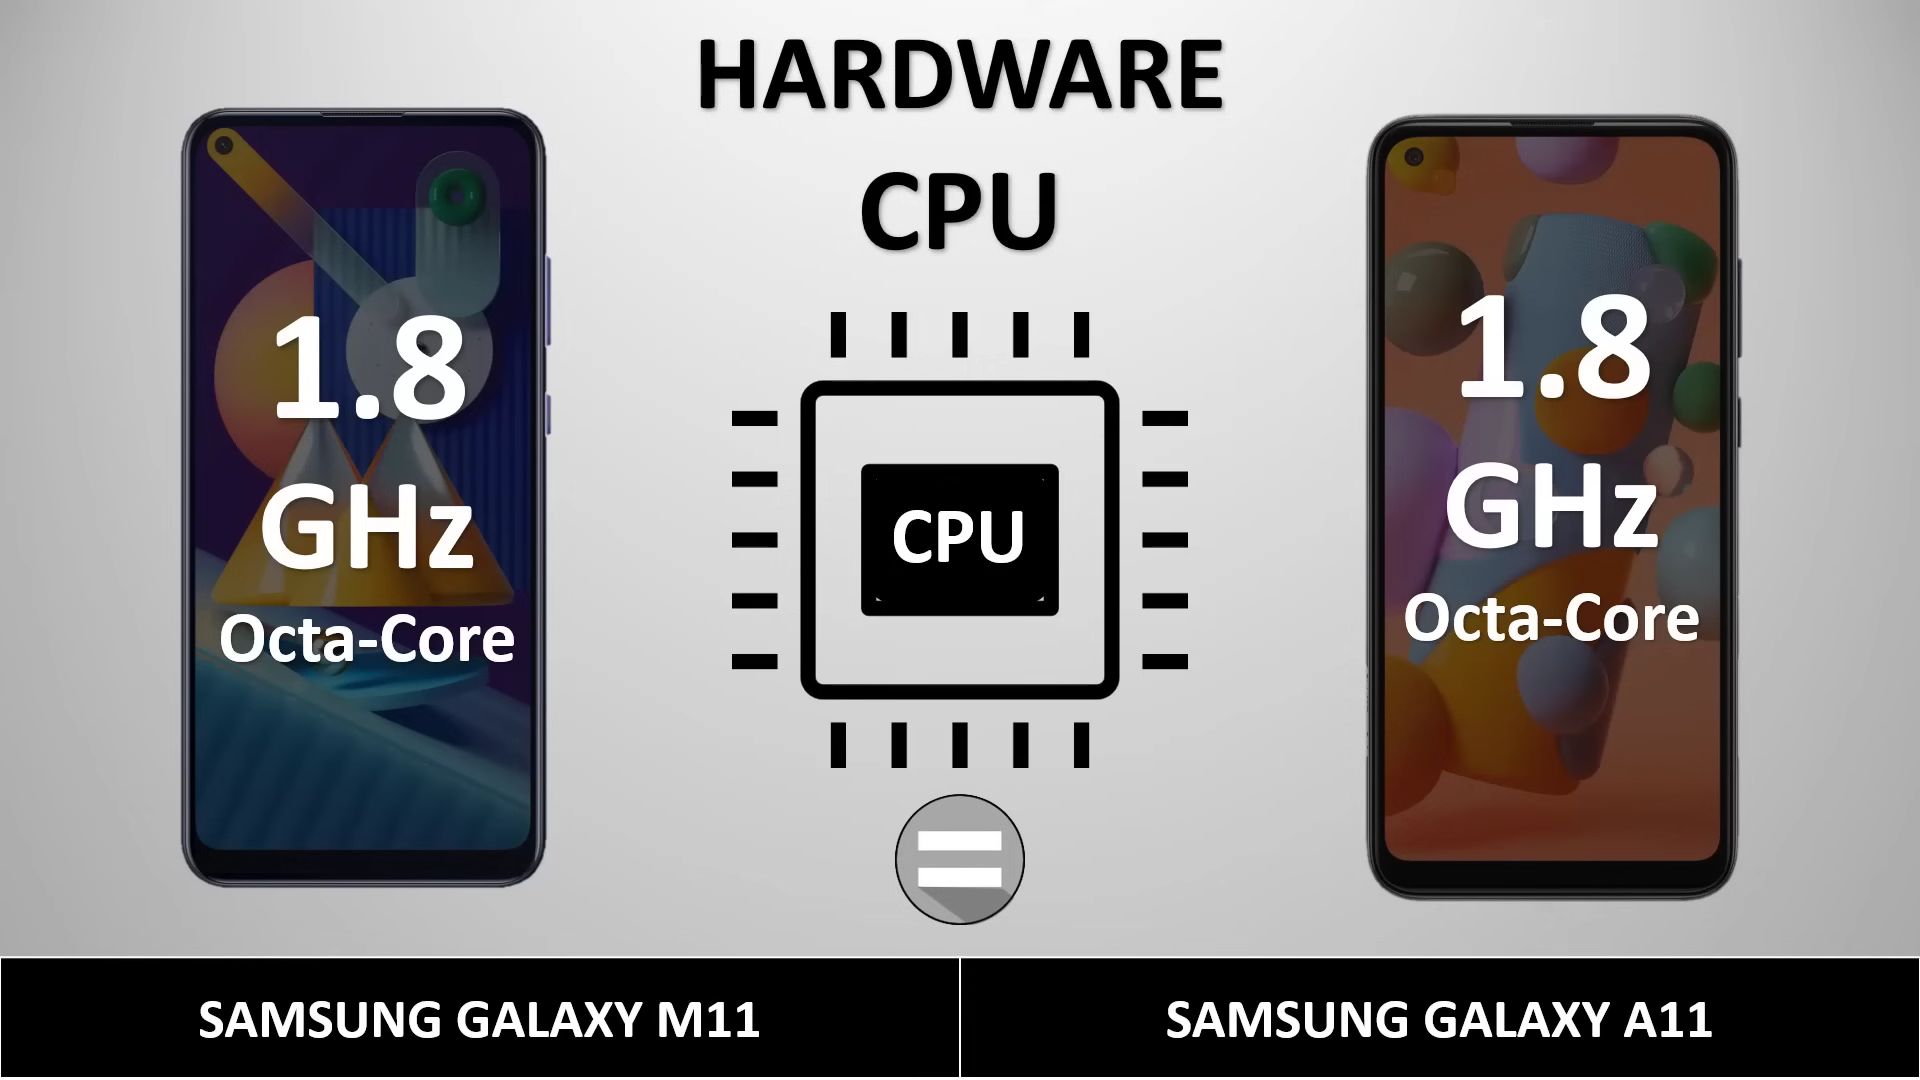 HARDWARE
CPU
1.8
GHz
Octa-Core
CPU
1.8
GHz
Octa-Core
SAMSUNG GALAXY M11
SAMSUNG GALAXY A11